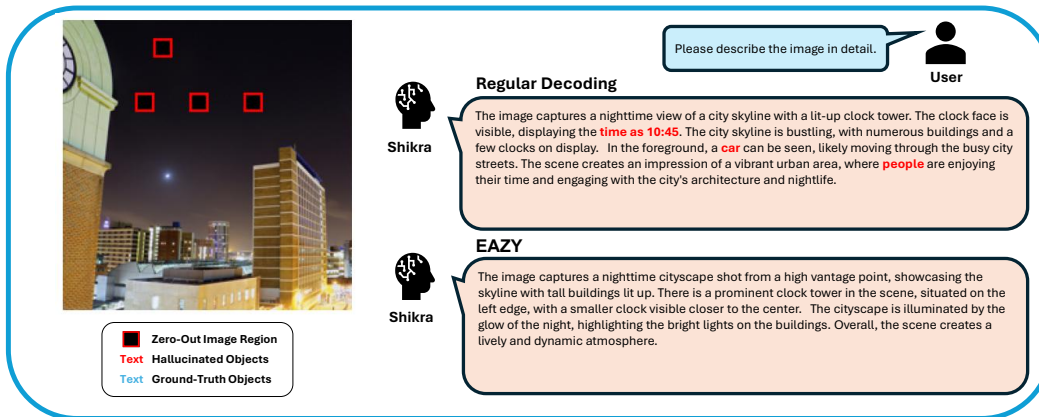 Please describe the image in detail.
User
Regular Decoding
Shikra
The image captures a nighttime view of a city skyline with a lit-up clock tower. The clock face is
visible, displaying the time as 10:45. The city skyline is bustling, with numerous buildings and a
few clocks on display. In the foreground, a car can be seen, likely moving through the busy city
streets. The scene creates an impression of a vibrant urban area, where people are enjoying
their time and engaging with the city's architecture and nightlife.
EAZY
Shikra
The image captures a nighttime cityscape shot from a high vantage point, showcasing the
skyline with tall buildings lit up. There is a prominent clock tower in the scene, situated on the
left edge, with a smaller clock visible closer to the center. The cityscape is illuminated by the
glow of the night, highlighting the bright lights on the buildings. Overall, the scene creates a
lively and dynamic atmosphere.
Zero-Out Image Region
Text Hallucinated Objects
Text Ground-Truth Objects